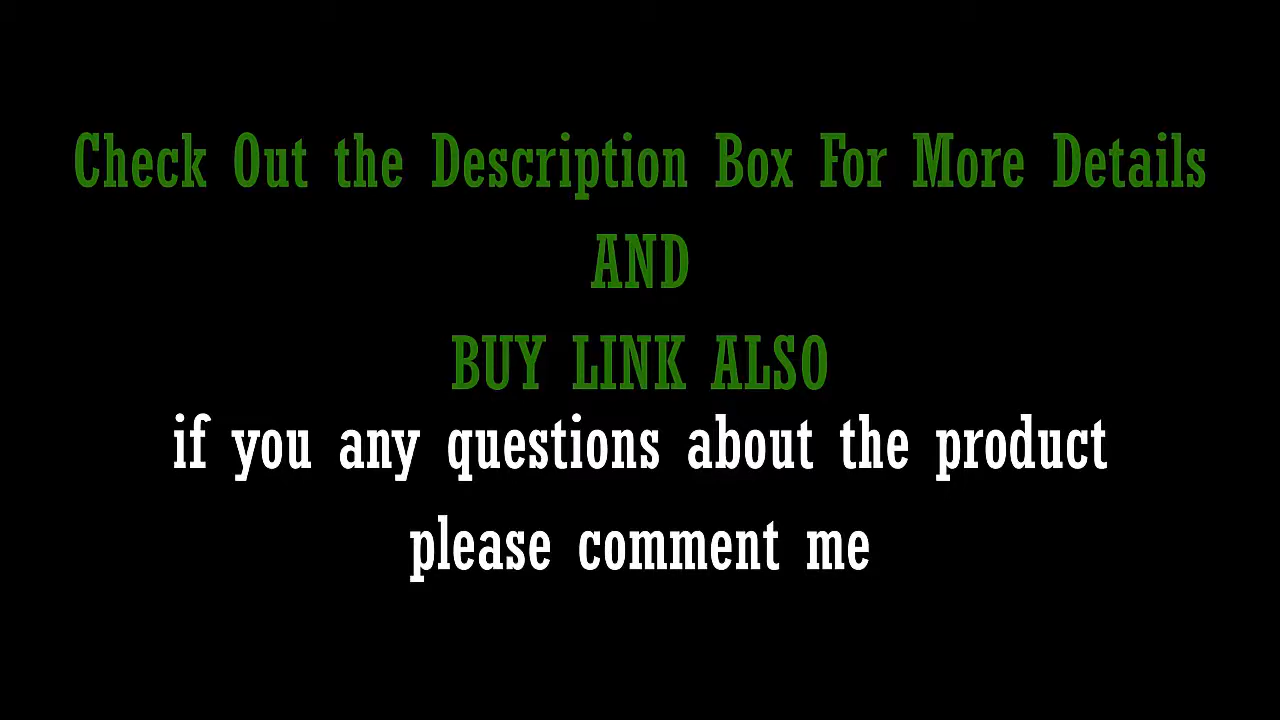 Check Out the Description Box For More Details
AND
BUY LINK ALSO
if you any questions about the product
please comment me